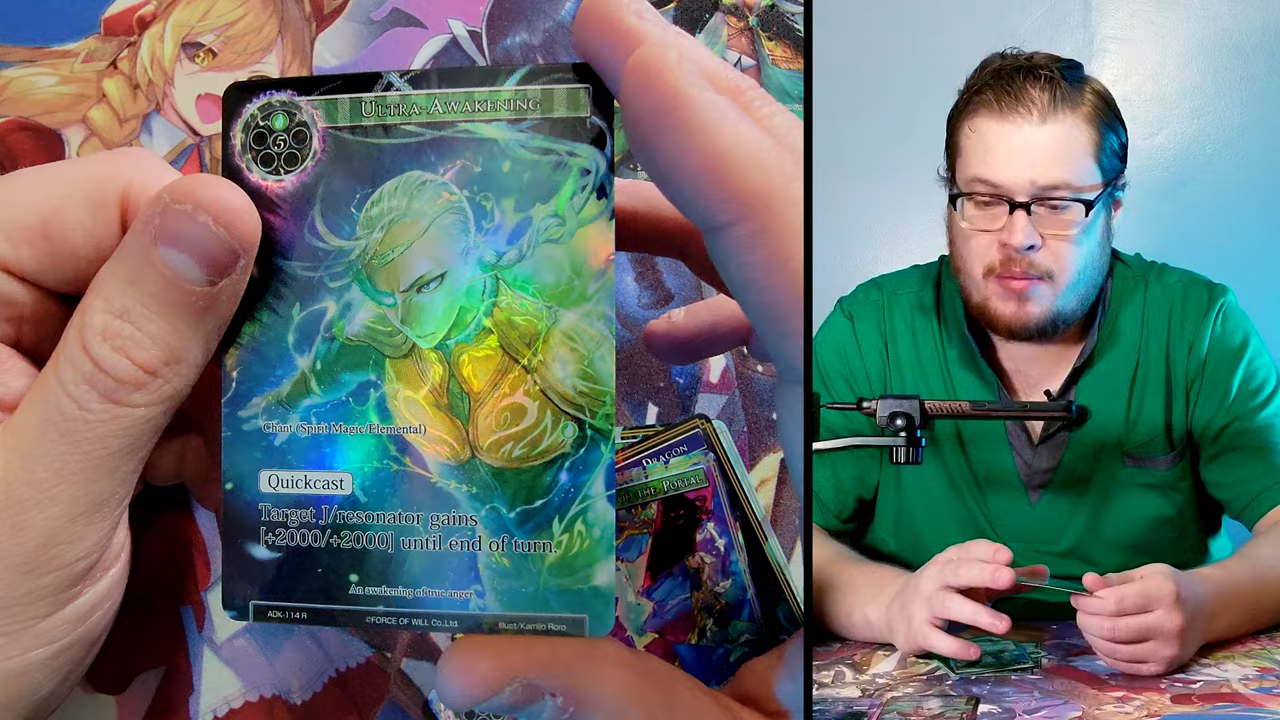 ULTRA-AWAKENING
5
Chant (Spirit Magic/Elemental)
Quickcast
Target J/resonator gains
[+2000/+2000] until end of turn.
An awakening of true anger
ADK-114 R
©FORCE OF WILL Co.,Ltd.
Illust/Kamijo Roro
DRAGON
OF THE PORTAL